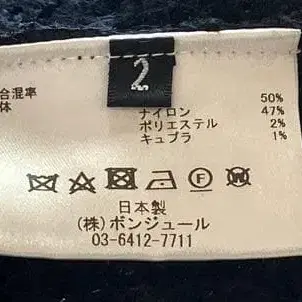 2
合混率
体 50%
ナイロン 47%
ポリエステル 2%
キュプラ 1%
日本製
(株)ボンジュール
03-6412-7711